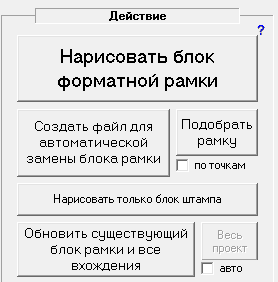 Действие
?
Нарисовать блок
форматной рамки
Создать файл для
автоматической
замены блока рамки
Подобрать
рамку
по точкам
Нарисовать только блок штампа
Обновить существующий
блок рамки и все
вхождения
Весь
проект
авто